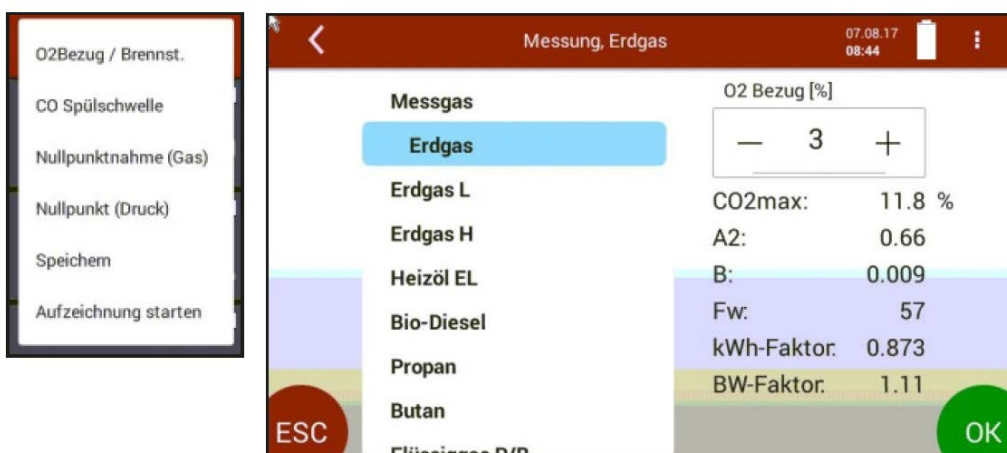 O2Bezug / Brennst.
CO Spülschwelle
Nullpunktnahme (Gas)
Nullpunkt (Druck)
Speichern
Aufzeichnung starten
Messung, Erdgas
07.08.17
08:44
Messgas
Erdgas
Erdgas L
Erdgas H
Heizöl EL
Bio-Diesel
Propan
Butan
Flüssiggas P/B
O2 Bezug [%]
— 3 +
CO2max: 11.8 %
A2: 0.66
B: 0.009
Fw: 57
kWh-Faktor: 0.873
BW-Faktor: 1.11
ESC
OK